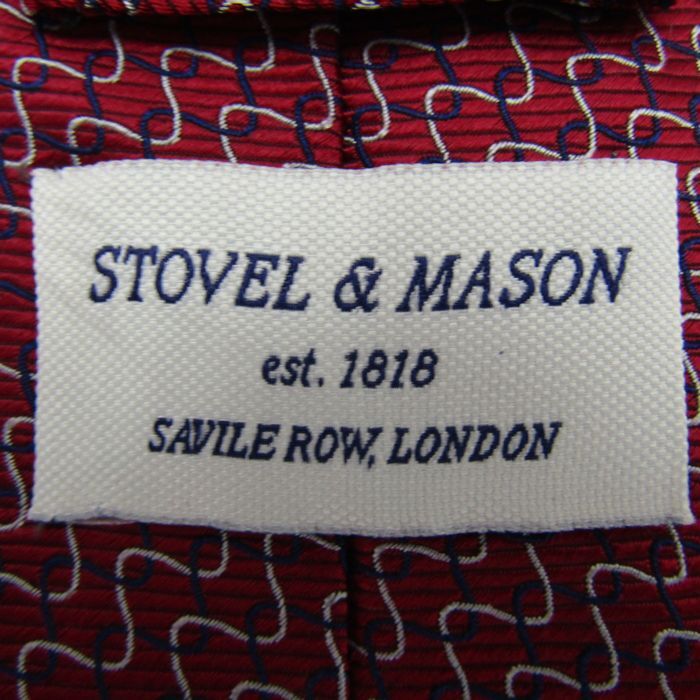 STOVEL & MASON
est. 1818
SAVILE ROW, LONDON